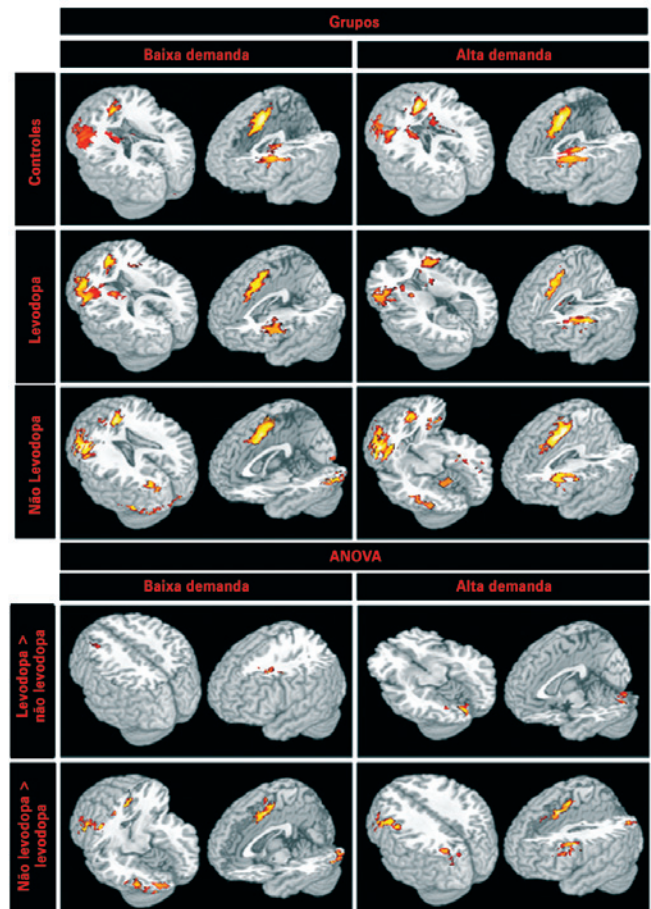 Grupos
Baixa demanda
Alta demanda
Controles
Levodopa
Não Levodopa
ANOVA
Baixa demanda
Alta demanda
Levodopa >
não levodopa
Não levodopa >
levodopa